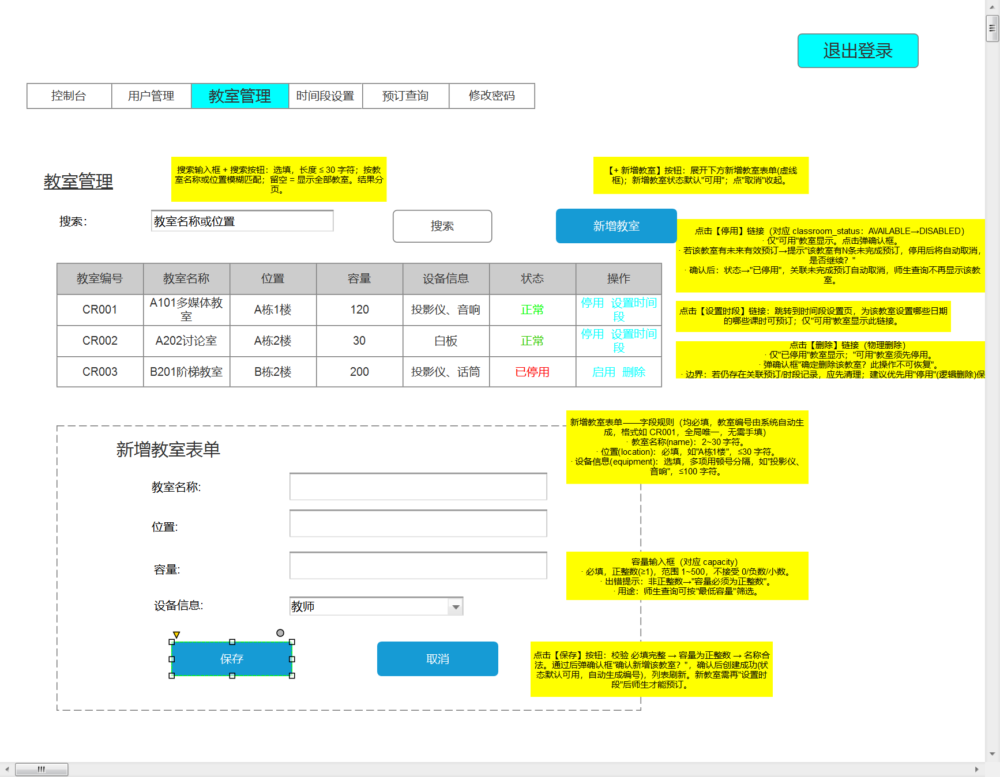 退出登录
控制台 用户管理 教室管理 时间段设置 预订查询 修改密码
教室管理
搜索输入框 + 搜索按钮：选填，长度 ≤ 30 字符；按教
室名称或位置模糊匹配；留空 = 显示全部教室。结果分
页。
【+ 新增教室】按钮：展开下方新增教室表单(虚线
框)；新增教室状态默认"可用"；点"取消"收起。
搜索：
教室名称或位置
搜索
新增教室
点击【停用】链接（对应 classroom_status：AVAILABLE→DISABLED）
· 仅"可用"教室显示。点击弹确认框。
· 若该教室有未来有效预订→提示"该教室有N条未完成预订，停用后将自动取消，
是否继续？"
· 确认后：状态→"已停用"，关联未完成预订自动取消，师生查询不再显示该教
室。
教室编号 教室名称 位置 容量 设备信息 状态 操作
CR001 A101多媒体教室 A栋1楼 120 投影仪、音响 正常 停用 设置时间段
CR002 A202讨论室 A栋2楼 30 白板 正常 停用 设置时间段
CR003 B201阶梯教室 B栋2楼 200 投影仪、话筒 已停用 启用 删除
点击【设置时段】链接：跳转到时间段设置页，为该教室设置哪些日期
的哪些课时可预订；仅"可用"教室显示此链接。
点击【删除】链接（物理删除）
· 仅"已停用"教室显示；"可用"教室须先停用。
· 弹确认框"确定删除该教室？此操作不可恢复"。
· 边界：若仍存在关联预订/时段记录，应先清理；建议优先用"停用"(逻辑删除)保
新增教室表单——字段规则（均必填，教室编号由系统自动生
成，格式如 CR001，全局唯一，无需手填）
· 教室名称(name)：2~30 字符。
· 位置(location)：必填，如"A栋1楼"，≤30 字符。
· 设备信息(equipment)：选填，多项用顿号分隔，如"投影仪、
音响"，≤100 字符。
新增教室表单
教室名称:
位置:
容量:
容量输入框（对应 capacity）
· 必填，正整数(≥1)，范围 1~500，不接受 0/负数/小数。
· 出错提示：非正整数→"容量必须为正整数"。
· 用途：师生查询可按"最低容量"筛选。
设备信息:
教师
保存
取消
点击【保存】按钮：校验 必填完整 → 容量为正整数 → 名称合
法。通过后弹确认框"确认新增该教室？"，确认后创建成功(状
态默认可用，自动生成编号)，列表刷新。新教室需再"设置时
段"后师生才能预订。